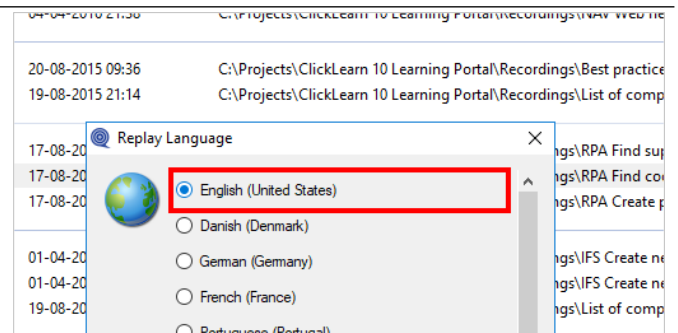 04-04-2016 21:38 C:\Projects\ClickLearn 10 Learning Portal\Recordings\NAV Web ne
20-08-2015 09:36 C:\Projects\ClickLearn 10 Learning Portal\Recordings\Best practice
19-08-2015 21:14 C:\Projects\ClickLearn 10 Learning Portal\Recordings\List of comp
Replay Language
17-08-20 ngs\RPA Find sup
17-08-20 English (United States) ngs\RPA Find co
17-08-20 ngs\RPA Create p
Danish (Denmark)
01-04-20 German (Germany) ngs\IFS Create ne
01-04-20 ngs\IFS Create ne
19-08-20 French (France) ngs\List of comp
Portuguese (Portugal)